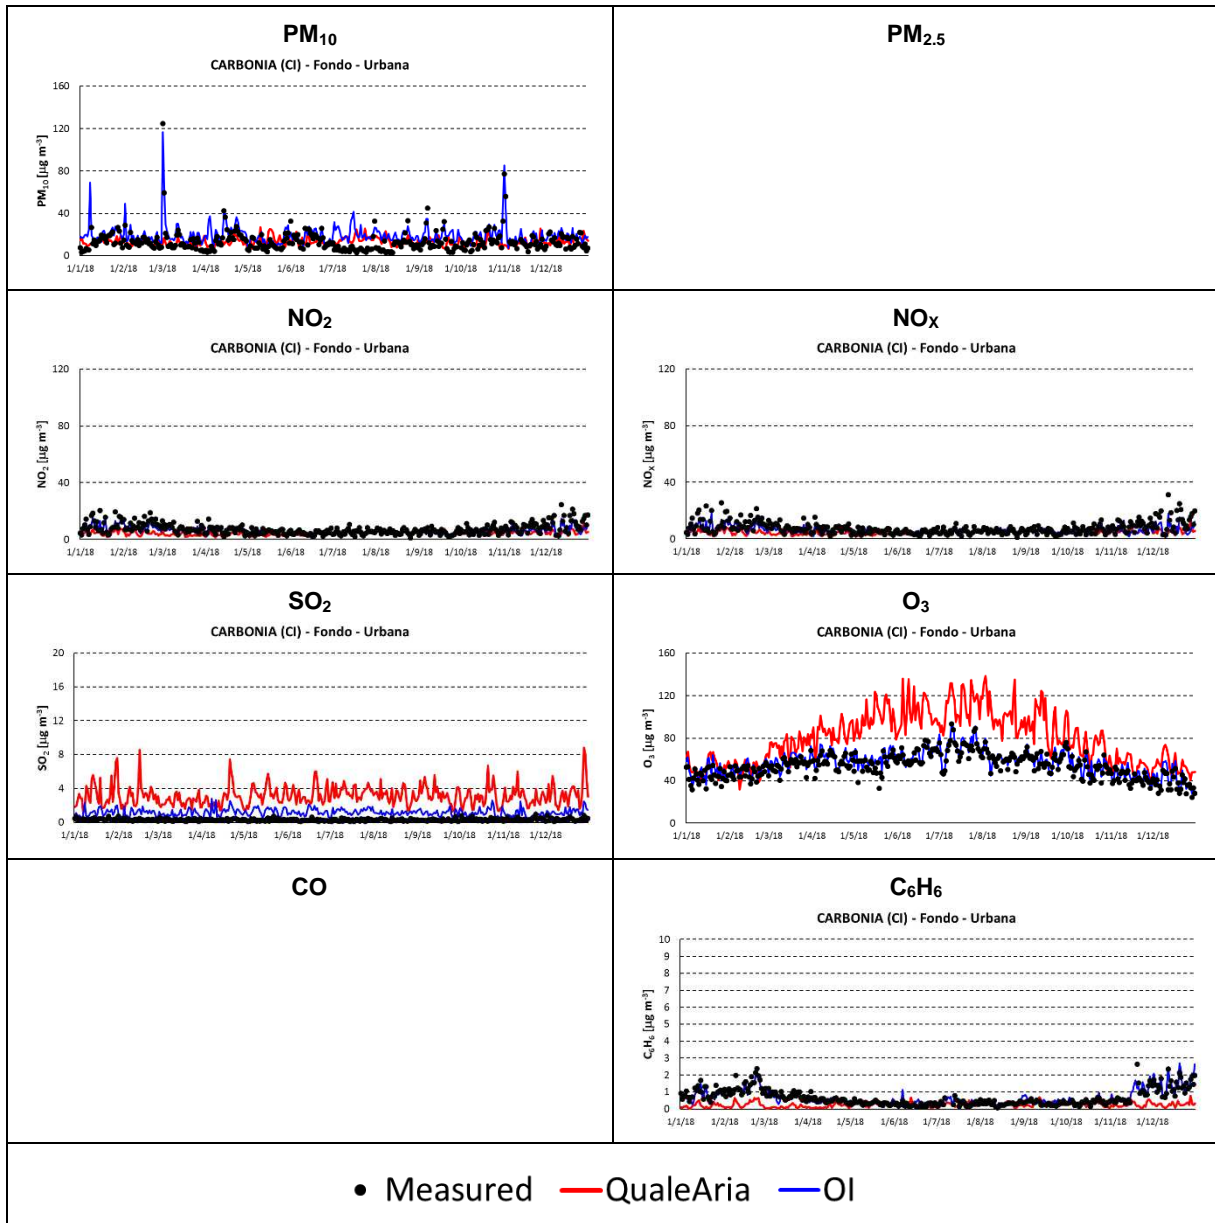 PM₁₀
CARBONIA (CI) - Fondo - Urbana
PM₁₀ [µg m⁻³]
160
120
80
40
0
1/1/18 1/2/18 1/3/18 1/4/18 1/5/18 1/6/18 1/7/18 1/8/18 1/9/18 1/10/18 1/11/18 1/12/18
PM₂.₅
NO₂
CARBONIA (CI) - Fondo - Urbana
NO₂ [µg m⁻³]
120
80
40
0
1/1/18 1/2/18 1/3/18 1/4/18 1/5/18 1/6/18 1/7/18 1/8/18 1/9/18 1/10/18 1/11/18 1/12/18
NOₓ
CARBONIA (CI) - Fondo - Urbana
NOₓ [µg m⁻³]
120
80
40
0
1/1/18 1/2/18 1/3/18 1/4/18 1/5/18 1/6/18 1/7/18 1/8/18 1/9/18 1/10/18 1/11/18 1/12/18
SO₂
CARBONIA (CI) - Fondo - Urbana
SO₂ [µg m⁻³]
20
16
12
8
4
0
1/1/18 1/2/18 1/3/18 1/4/18 1/5/18 1/6/18 1/7/18 1/8/18 1/9/18 1/10/18 1/11/18 1/12/18
O₃
CARBONIA (CI) - Fondo - Urbana
O₃ [µg m⁻³]
160
120
80
40
0
1/1/18 1/2/18 1/3/18 1/4/18 1/5/18 1/6/18 1/7/18 1/8/18 1/9/18 1/10/18 1/11/18 1/12/18
CO
C₆H₆
CARBONIA (CI) - Fondo - Urbana
C₆H₆ [µg m⁻³]
10
9
8
7
6
5
4
3
2
1
0
1/1/18 1/2/18 1/3/18 1/4/18 1/5/18 1/6/18 1/7/18 1/8/18 1/9/18 1/10/18 1/11/18 1/12/18
Measured QualeAria OI